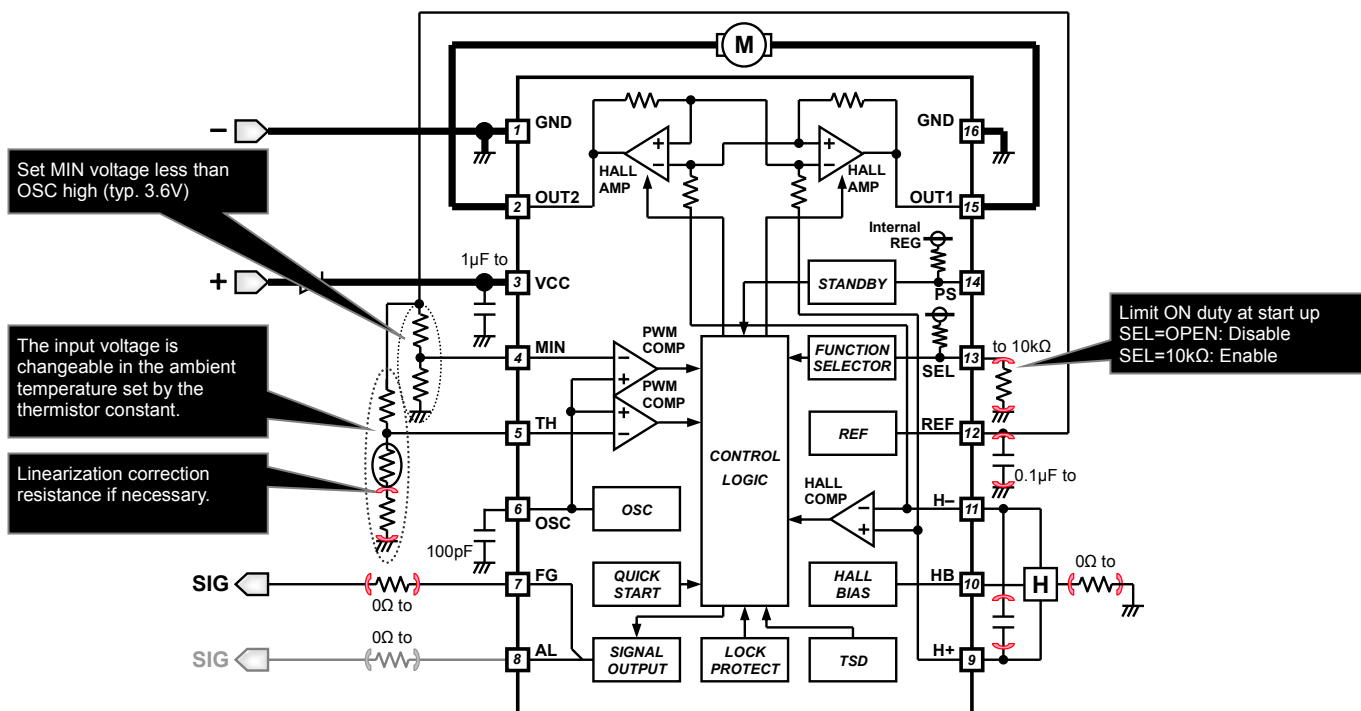 M
−
1
GND
GND
16
Set MIN voltage less than
OSC high (typ. 3.6V)
HALL
AMP
HALL
AMP
2
OUT2
OUT1
15
Internal
REG
+
1µF to
3
VCC
STANDBY
PS
14
Limit ON duty at start up
SEL=OPEN: Disable
SEL=10kΩ: Enable
The input voltage is
changeable in the ambient
temperature set by the
thermistor constant.
4
MIN
PWM
COMP
PWM
COMP
FUNCTION
SELECTOR
SEL
13
to 10kΩ
5
TH
REF
REF
12
CONTROL
LOGIC
Linearization correction
resistance if necessary.
0.1µF to
HALL
COMP
6
OSC
OSC
100pF
H−
11
SIG
0Ω to
7
FG
QUICK
START
HALL
BIAS
HB
10
H
0Ω to
SIG
0Ω to
8
AL
SIGNAL
OUTPUT
LOCK
PROTECT
TSD
H+
9